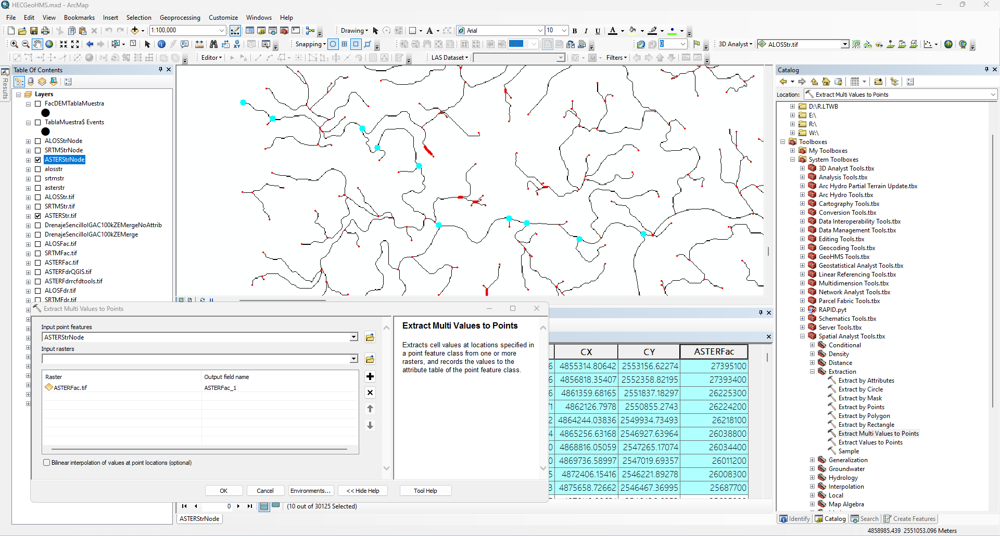 HECGeoHMS.mxd - ArcMap
File Edit View Bookmarks Insert Selection Geoprocessing Customize Windows Help
1:100,000
Drawing
Arial
10
B I U
Snapping
100%
0
3D Analyst
ALOSStr.tif
Editor
LAS Dataset
Filters
Results
Table Of Contents
Layers
FacDEMTablaMuestra
TablaMuestra$ Events
ALOSStrNode
SRTMStrNode
ASTERStrNode
alosstr
srtmstr
asterstr
ALOSStr.tif
SRTMStr.tif
ASTERStr.tif
DrenajeSencilloIGAC100kZEMergeNoAttrib
DrenajeSencilloIGAC100kZEMerge
ALOSFac.tif
SRTMFac.tif
ASTERFac.tif
ASTERFdrQGIS.tif
ASTERFdrrcfdtools.tif
ALOSFdr.tif
SRTMFdr.tif
Extract Multi Values to Points
Input point features
ASTERStrNode
Input rasters
Raster Output field name
ASTERFac.tif ASTERFac_1
Bilinear interpolation of values at point locations (optional)
OK Cancel Environments... << Hide Help Tool Help
Extract Multi Values to Points
Extracts cell values at locations specified in
a point feature class from one or more
rasters, and records the values to the
attribute table of the point feature class.
CX CY ASTERFac
6 4855314.80642 2553156.62274 27395100
6 4856818.35407 2552358.82195 27393400
6 4861359.68165 2551837.18297 26225300
1 4862126.7978 2550855.2743 26224200
2 4864244.03836 2549934.73493 26218100
4 4865256.63168 2546927.63964 26038800
0 4868816.05059 2547265.17074 26034400
0 4869736.58997 2547019.69357 26011200
5 4872406.15416 2546221.89278 26008300
3 4875658.72662 2546467.36995 25687700
0 (10 out of 30125 Selected)
ASTERStrNode
Catalog
Location: Extract Multi Values to Points
D:\R.LTWB
E:\
R:\
W:\
Toolboxes
My Toolboxes
System Toolboxes
3D Analyst Tools.tbx
Analysis Tools.tbx
Arc Hydro Partial Terrain Update.tbx
Arc Hydro Tools.tbx
Cartography Tools.tbx
Conversion Tools.tbx
Data Interoperability Tools.tbx
Data Management Tools.tbx
Editing Tools.tbx
Geocoding Tools.tbx
GeoHMS Tools.tbx
Geostatistical Analyst Tools.tbx
Linear Referencing Tools.tbx
Multidimension Tools.tbx
Network Analyst Tools.tbx
Parcel Fabric Tools.tbx
RAPID.pyt
Schematics Tools.tbx
Server Tools.tbx
Spatial Analyst Tools.tbx
Conditional
Density
Distance
Extraction
Extract by Attributes
Extract by Circle
Extract by Mask
Extract by Points
Extract by Polygon
Extract by Rectangle
Extract Multi Values to Points
Extract Values to Points
Sample
Generalization
Groundwater
Hydrology
Interpolation
Local
Map Algebra
Identify Catalog Search Create Features
4858985.439 2551053.096 Meters